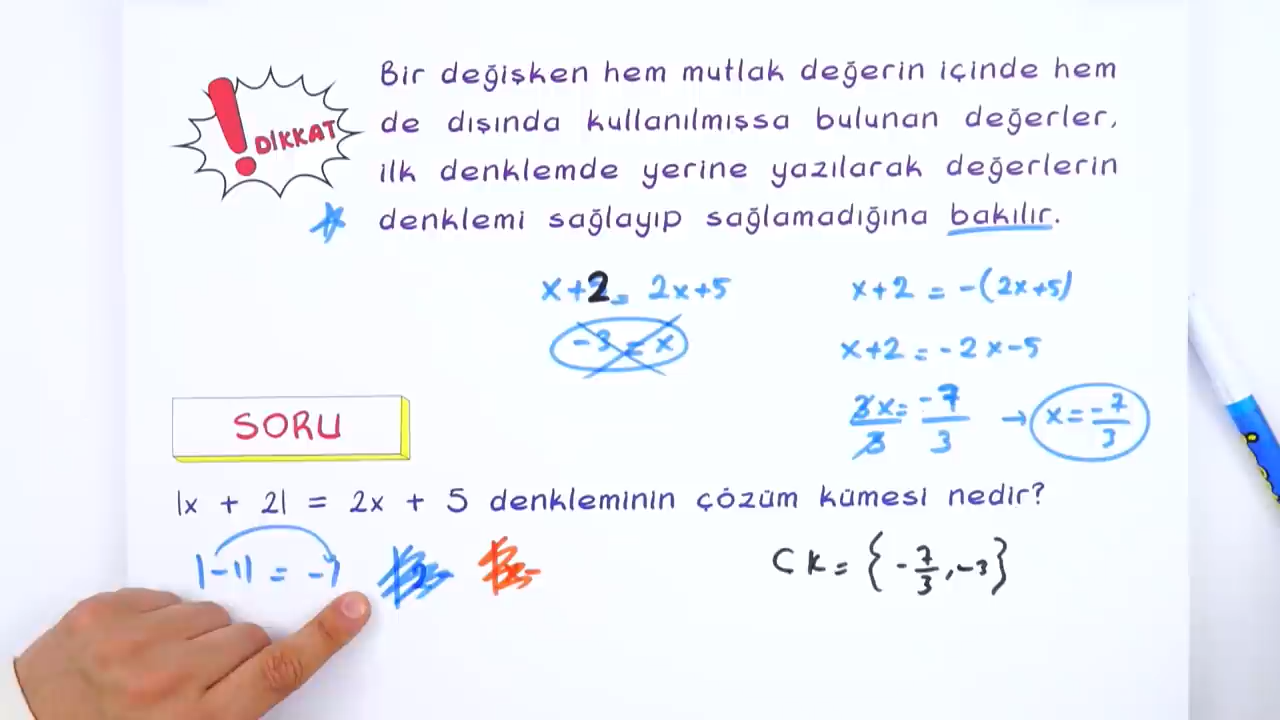 DİKKAT
Bir değişken hem mutlak değerin içinde hem
de dışında kullanılmışsa bulunan değerler,
ilk denklemde yerine yazılarak değerlerin
denklemi sağlayıp sağlamadığına bakılır.
x+2= 2x+5
-3 = x
x+2 = -(2x+5)
x+2 = -2x-5
3x/3 = -7/3 → x = -7/3
SORU
|x + 2| = 2x + 5 denkleminin çözüm kümesi nedir?
|-1| = -1
ÇK = {-7/3, -3}